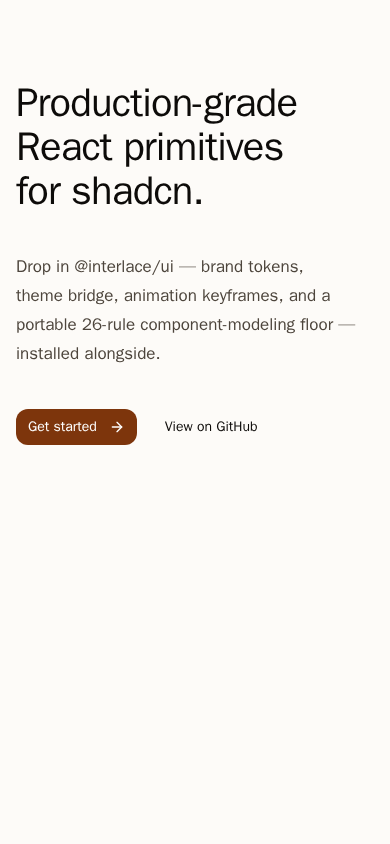 Production-grade
React primitives
for shadcn.
Drop in @interlace/ui — brand tokens,
theme bridge, animation keyframes, and a
portable 26-rule component-modeling floor —
installed alongside.
Get started →
View on GitHub